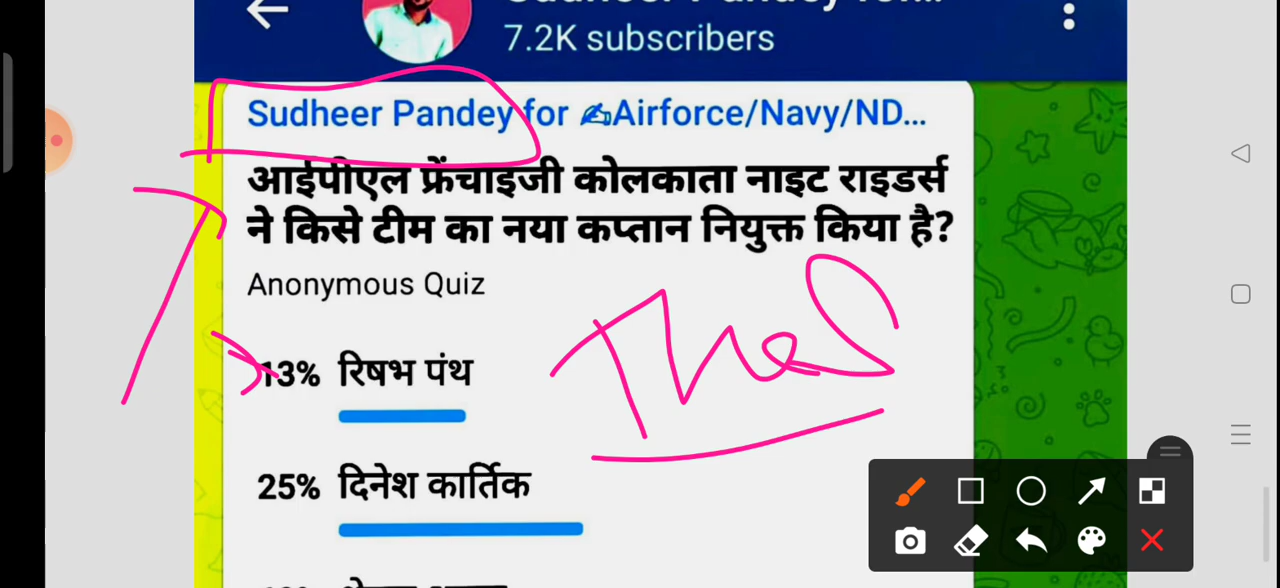 7.2K subscribers
Sudheer Pandey for ✍Airforce/Navy/ND...
आईपीएल फ्रेंचाइजी कोलकाता नाइट राइडर्स
ने किसे टीम का नया कप्तान नियुक्त किया है?
Anonymous Quiz
13% रिषभ पंथ
25% दिनेश कार्तिक